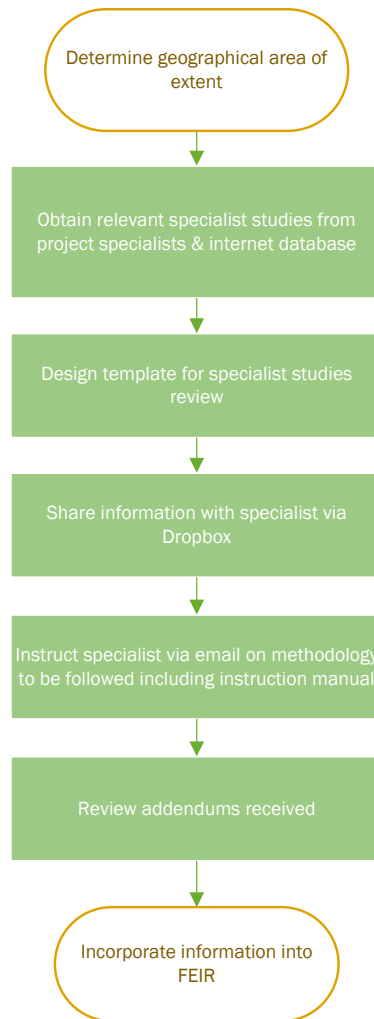 Determine geographical area of
extent
Obtain relevant specialist studies from
project specialists & internet database
Design template for specialist studies
review
Share information with specialist via
Dropbox
Instruct specialist via email on methodology
to be followed including instruction manual
Review addendums received
Incorporate information into
FEIR